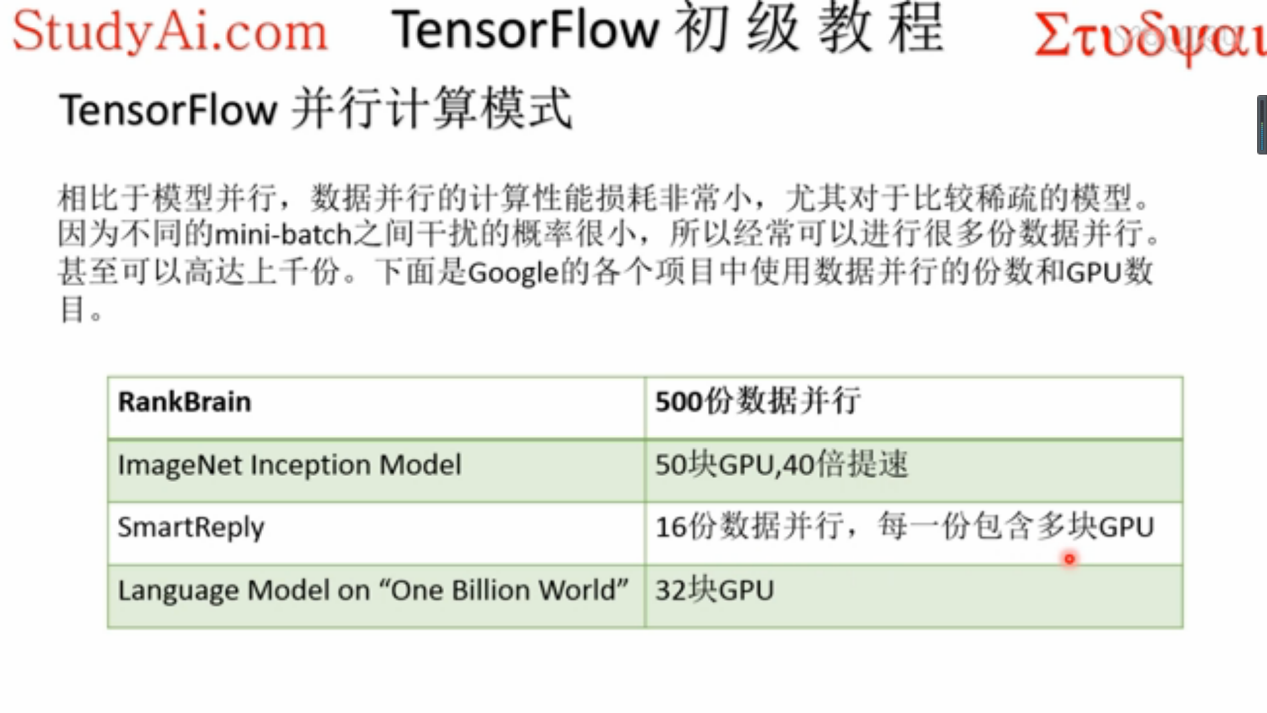 StudyAi.com
TensorFlow 初 级 教 程
Στυδψαι
TensorFlow 并行计算模式
相比于模型并行，数据并行的计算性能损耗非常小，尤其对于比较稀疏的模型。
因为不同的mini-batch之间干扰的概率很小，所以经常可以进行很多份数据并行。
甚至可以高达上千份。下面是Google的各个项目中使用数据并行的份数和GPU数
目。
RankBrain
500份数据并行
ImageNet Inception Model
50块GPU,40倍提速
SmartReply
16份数据并行，每一份包含多块GPU
Language Model on “One Billion World”
32块GPU